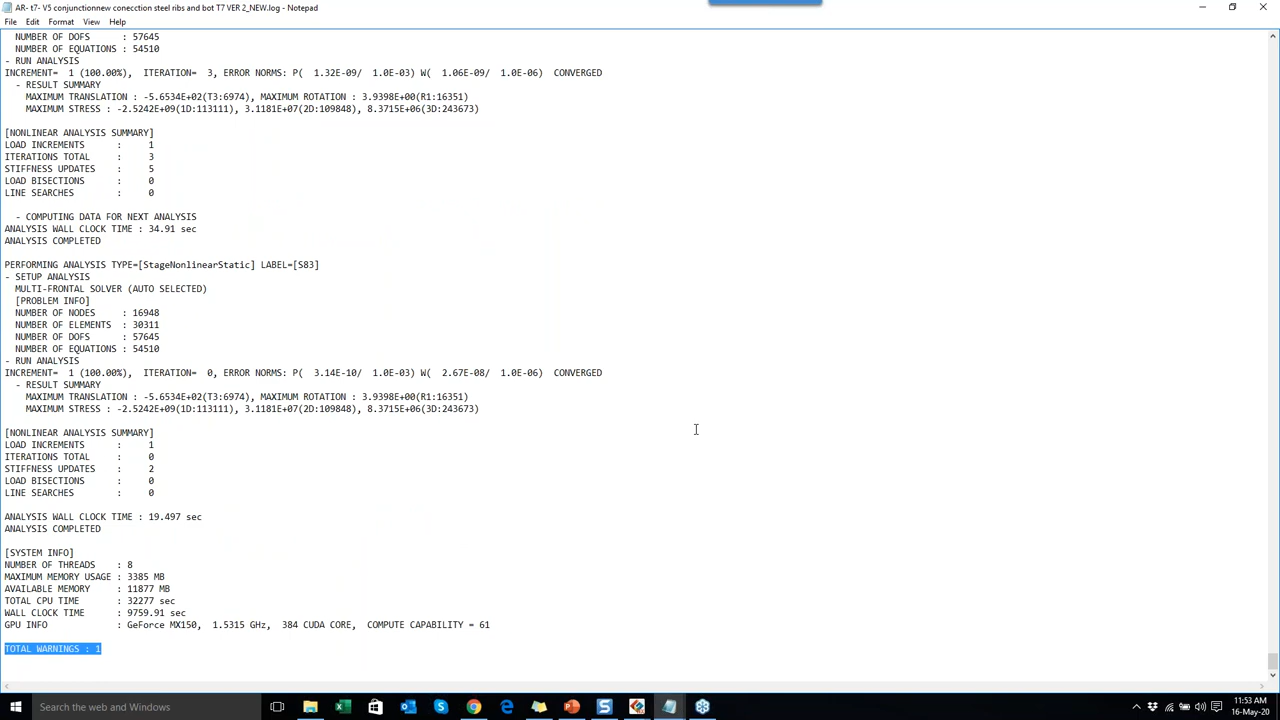 AR- t7- V5 conjunctionnew conecction steel ribs and bot T7 VER 2_NEW.log - Notepad
File Edit Format View Help
NUMBER OF DOFS : 57645
NUMBER OF EQUATIONS : 54510
- RUN ANALYSIS
INCREMENT= 1 (100.00%), ITERATION= 3, ERROR NORMS: P( 1.32E-09/ 1.0E-03) W( 1.06E-09/ 1.0E-06) CONVERGED
- RESULT SUMMARY
MAXIMUM TRANSLATION : -5.6534E+02(T3:6974), MAXIMUM ROTATION : 3.9398E+00(R1:16351)
MAXIMUM STRESS : -2.5242E+09(1D:113111), 3.1181E+07(2D:109848), 8.3715E+06(3D:243673)
[NONLINEAR ANALYSIS SUMMARY]
LOAD INCREMENTS : 1
ITERATIONS TOTAL : 3
STIFFNESS UPDATES : 5
LOAD BISECTIONS : 0
LINE SEARCHES : 0
- COMPUTING DATA FOR NEXT ANALYSIS
ANALYSIS WALL CLOCK TIME : 34.91 sec
ANALYSIS COMPLETED
PERFORMING ANALYSIS TYPE=[StageNonlinearStatic] LABEL=[S83]
- SETUP ANALYSIS
MULTI-FRONTAL SOLVER (AUTO SELECTED)
[PROBLEM INFO]
NUMBER OF NODES : 16948
NUMBER OF ELEMENTS : 30311
NUMBER OF DOFS : 57645
NUMBER OF EQUATIONS : 54510
- RUN ANALYSIS
INCREMENT= 1 (100.00%), ITERATION= 0, ERROR NORMS: P( 3.14E-10/ 1.0E-03) W( 2.67E-08/ 1.0E-06) CONVERGED
- RESULT SUMMARY
MAXIMUM TRANSLATION : -5.6534E+02(T3:6974), MAXIMUM ROTATION : 3.9398E+00(R1:16351)
MAXIMUM STRESS : -2.5242E+09(1D:113111), 3.1181E+07(2D:109848), 8.3715E+06(3D:243673)
[NONLINEAR ANALYSIS SUMMARY]
LOAD INCREMENTS : 1
ITERATIONS TOTAL : 0
STIFFNESS UPDATES : 2
LOAD BISECTIONS : 0
LINE SEARCHES : 0
ANALYSIS WALL CLOCK TIME : 19.497 sec
ANALYSIS COMPLETED
[SYSTEM INFO]
NUMBER OF THREADS : 8
MAXIMUM MEMORY USAGE : 3385 MB
AVAILABLE MEMORY : 11877 MB
TOTAL CPU TIME : 32277 sec
WALL CLOCK TIME : 9759.91 sec
GPU INFO : GeForce MX150, 1.5315 GHz, 384 CUDA CORE, COMPUTE CAPABILITY = 61
TOTAL WARNINGS : 1
Search the web and Windows
11:53 AM
16-May-20